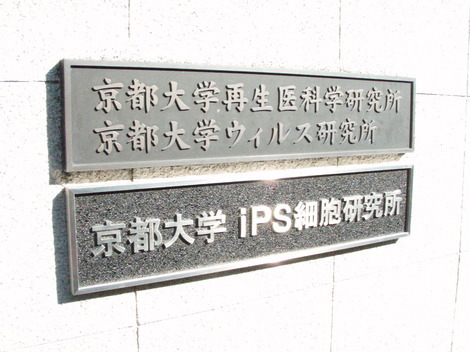 京都大学再生医科学研究所
京都大学ウィルス研究所
京都大学 iPS細胞研究所